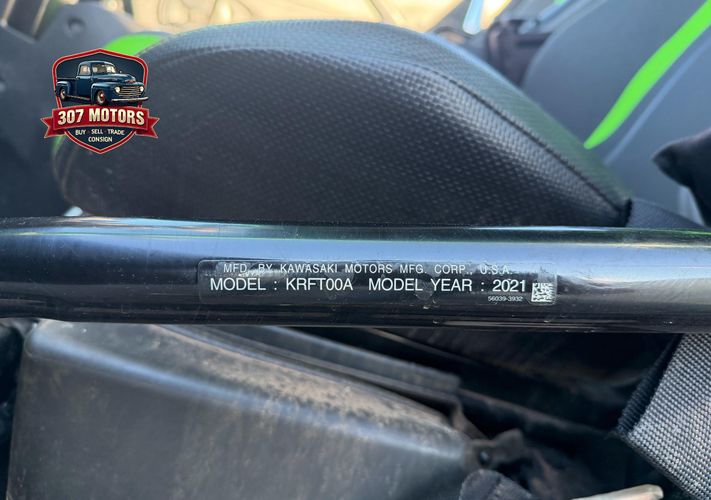 307 MOTORS
BUY · SELL · TRADE
CONSIGN
MFD. BY KAWASAKI MOTORS MFG. CORP., U.S.A.
MODEL : KRFT00A MODEL YEAR : 2021
56039-3932